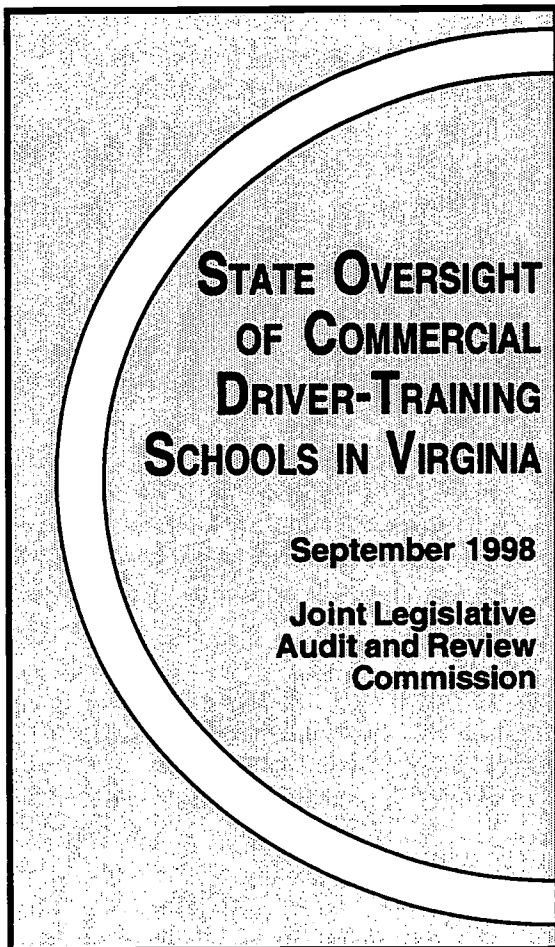 STATE OVERSIGHT
OF COMMERCIAL
DRIVER-TRAINING
SCHOOLS IN VIRGINIA
September 1998
Joint Legislative
Audit and Review
Commission